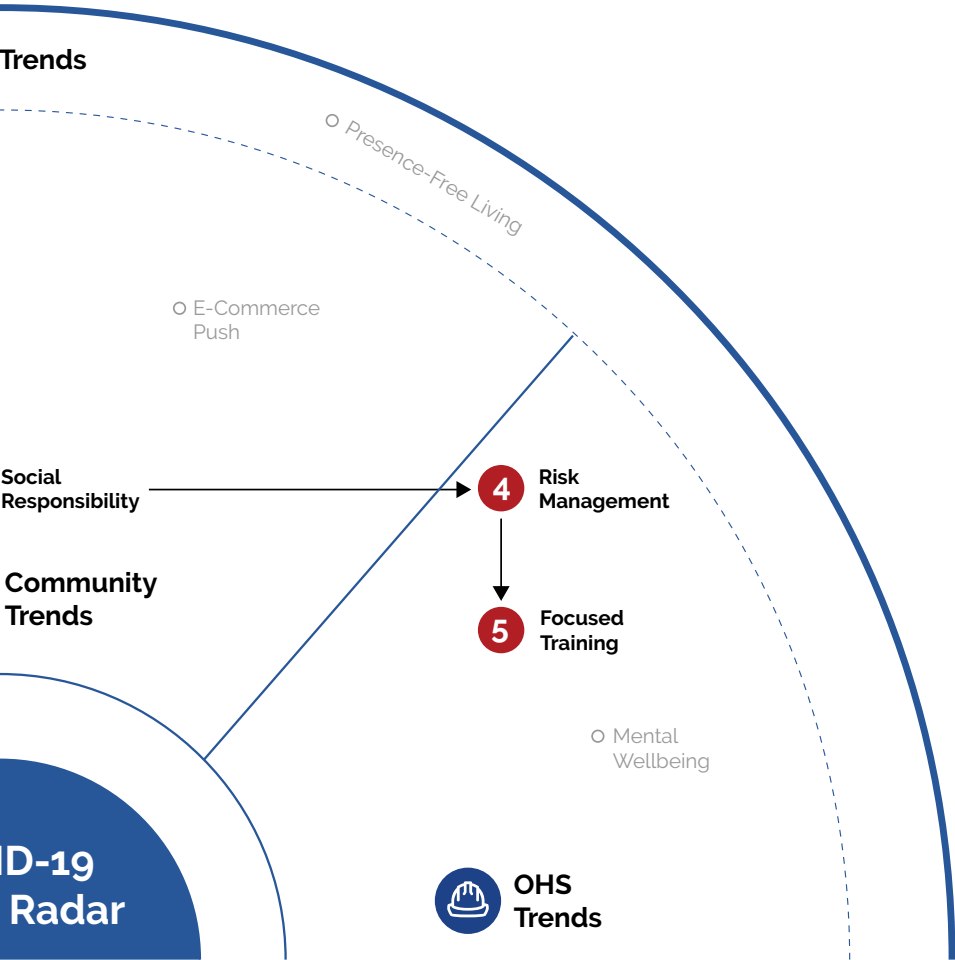 Trends
Presence-Free Living
E-Commerce
Push
Social
Responsibility
4
Risk
Management
Community
Trends
5
Focused
Training
Mental
Wellbeing
ID-19
Radar
OHS
Trends